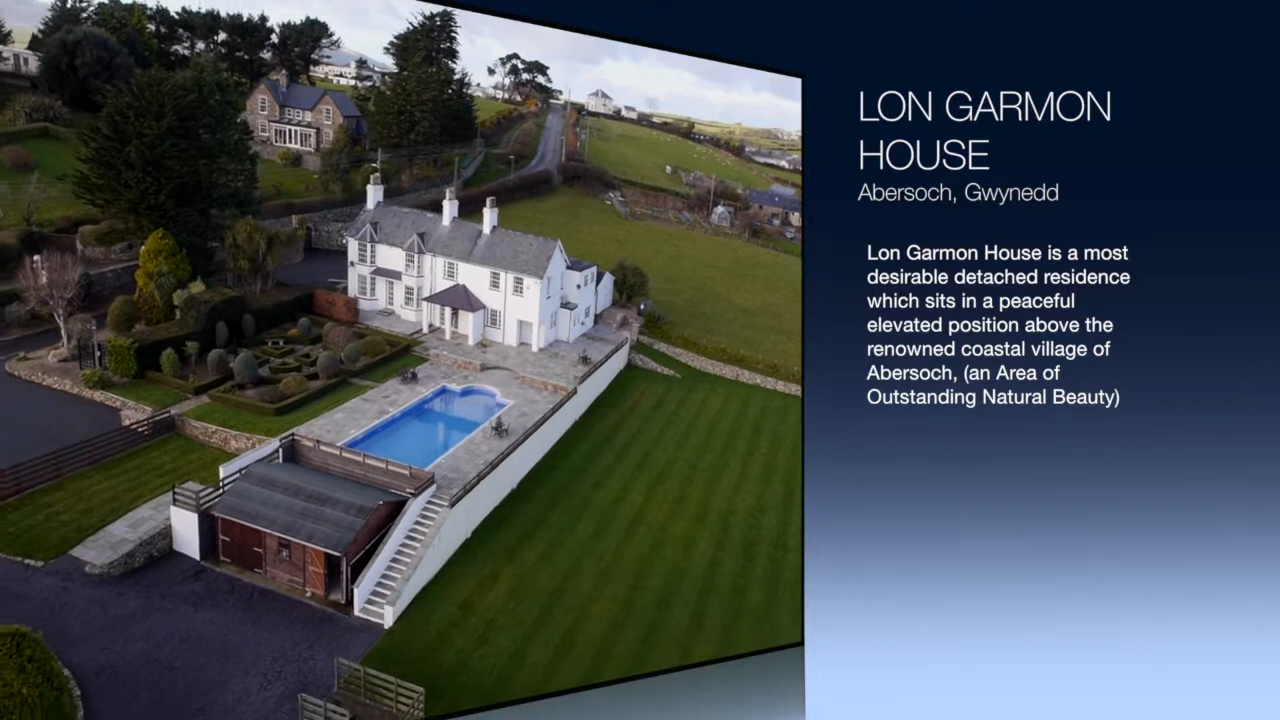 LON GARMON
HOUSE
Abersoch, Gwynedd
Lon Garmon House is a most
desirable detached residence
which sits in a peaceful
elevated position above the
renowned coastal village of
Abersoch, (an Area of
Outstanding Natural Beauty)